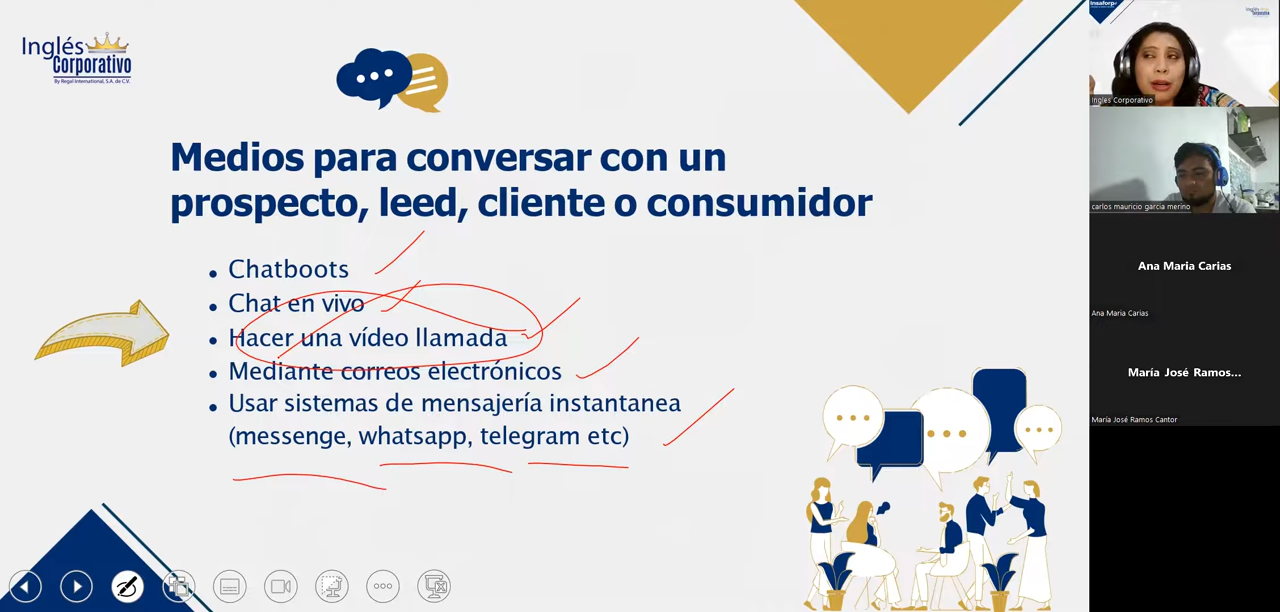 Inglés
Corporativo
By Regal International, S.A. de C.V.
Medios para conversar con un
prospecto, leed, cliente o consumidor
Chatboots
Chat en vivo
Hacer una vídeo llamada
Mediante correos electrónicos
Usar sistemas de mensajería instantanea
(messenge, whatsapp, telegram etc)
Insaforp
Ingles Corporativo
carlos mauricio garcia merino
Ana Maria Carias
Ana Maria Carias
María José Ramos...
María José Ramos Cantor